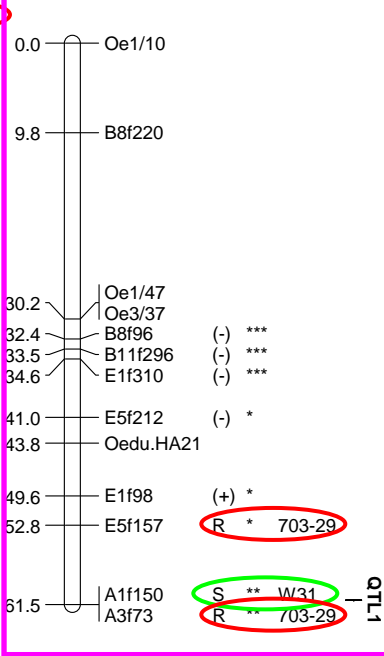 0.0 Oe1/10
9.8 B8f220
30.2 Oe1/47
Oe3/37
32.4 B8f96 (-) ***
33.5 B11f296 (-) ***
34.6 E1f310 (-) ***
41.0 E5f212 (-) *
43.8 Oedu.HA21
49.6 E1f98 (+) *
52.8 E5f157 R * 703-29
61.5 A1f150 S ** W31
A3f73 R ** 703-29
QTL1